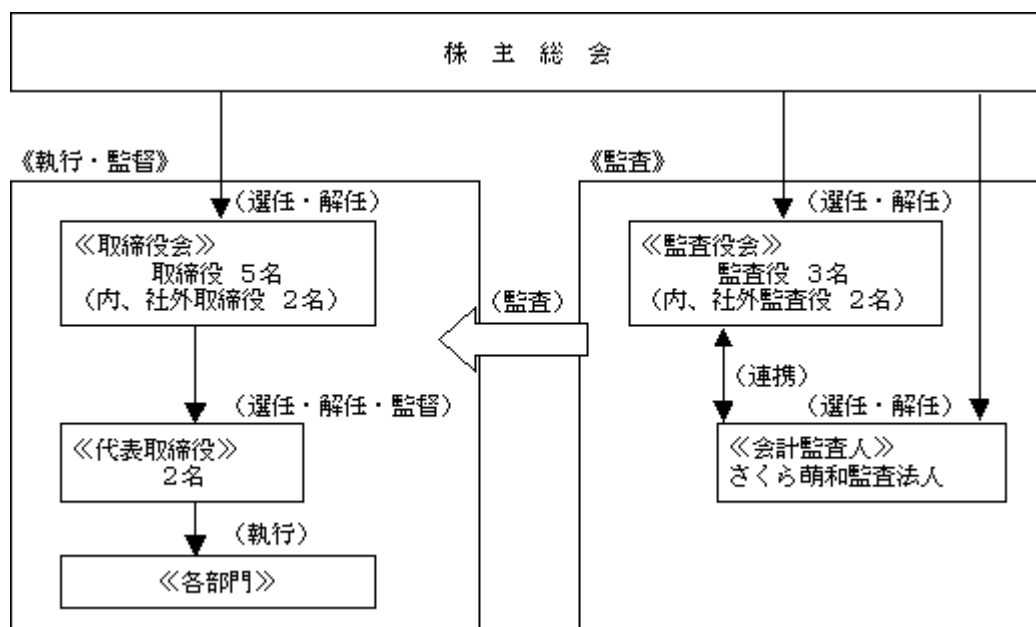 株 主 総 会
《執行・監督》
(選任・解任)
≪取締役会≫
取締役 5名
(内、社外取締役 2名)
(選任・解任・監督)
≪代表取締役≫
2名
(執行)
≪各部門≫
(監査)
《監査》
(選任・解任)
≪監査役会≫
監査役 3名
(内、社外監査役 2名)
(連携)
(選任・解任)
≪会計監査人≫
さくら萌和監査法人